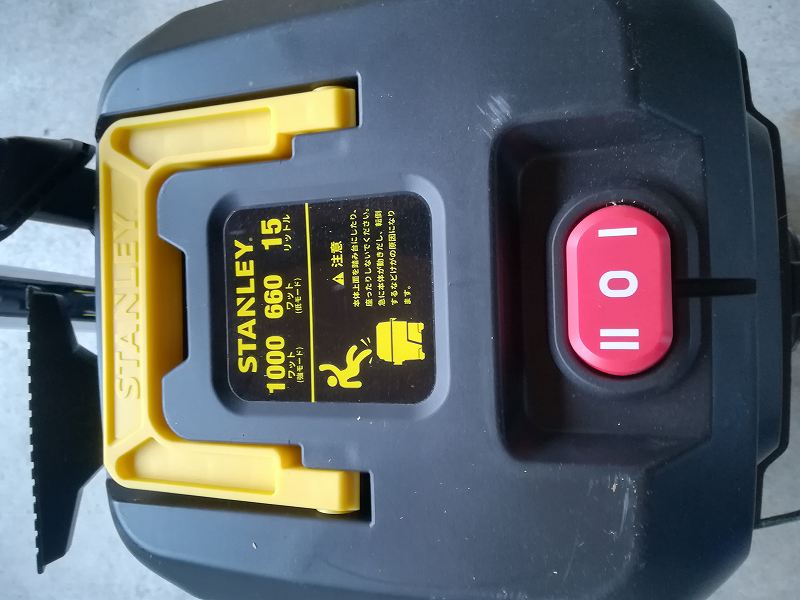 STANLEY
STANLEY
1000 660 15
ワット ワット リットル
(強モード) (低モード)
注意
本体上面を踏み台にしたり、
座ったりしないでください。
急に本体が動きだし、転倒
するなどけがの原因になり
ます。
I O II